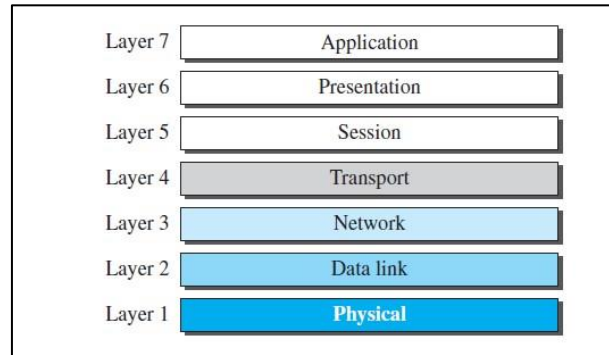 Layer 7 Application
Layer 6 Presentation
Layer 5 Session
Layer 4 Transport
Layer 3 Network
Layer 2 Data link
Layer 1 Physical